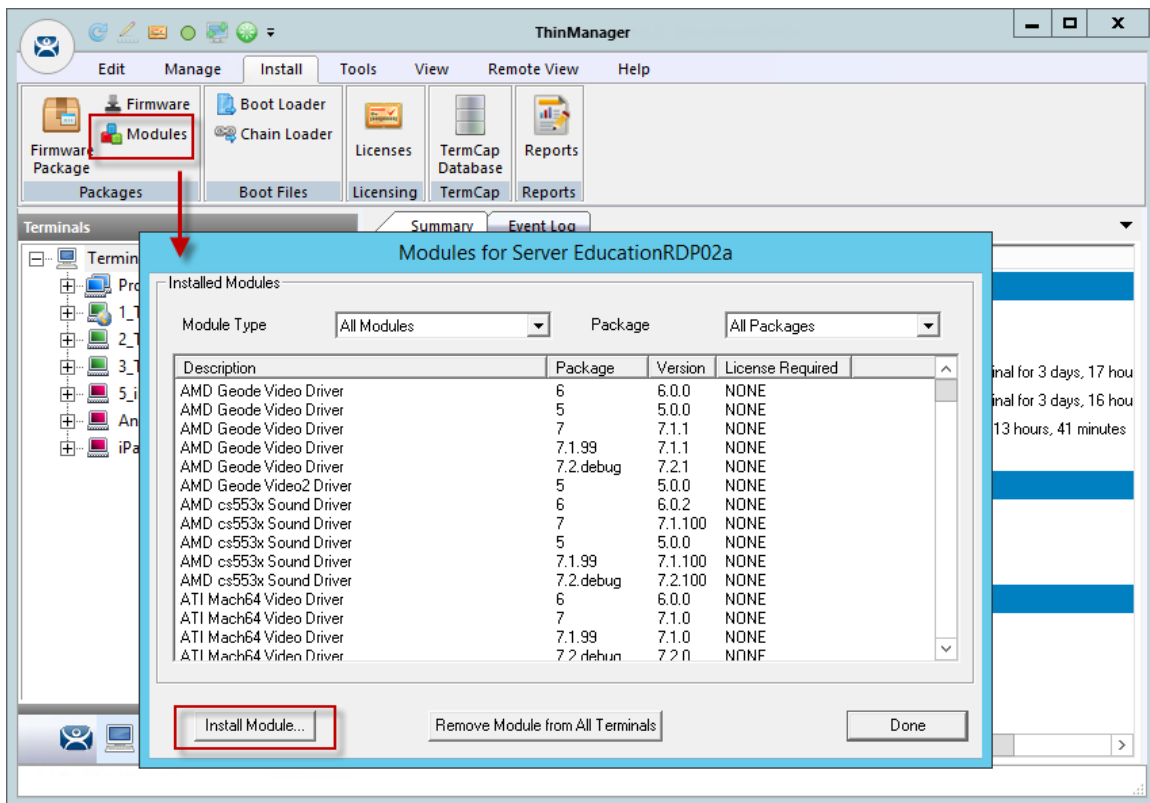 ThinManager
Edit Manage Install Tools View Remote View Help
Firmware Package
Firmware
Modules
Packages
Boot Loader
Chain Loader
Boot Files
Licenses
Licensing
TermCap Database
TermCap
Reports
Reports
Terminals
Summary Event Log
Modules for Server EducationRDP02a
Installed Modules
Module Type All Modules Package All Packages
Description Package Version License Required
AMD Geode Video Driver 6 6.0.0 NONE
AMD Geode Video Driver 5 5.0.0 NONE
AMD Geode Video Driver 7 7.1.1 NONE
AMD Geode Video Driver 7.1.99 7.1.1 NONE
AMD Geode Video Driver 7.2.debug 7.2.1 NONE
AMD Geode Video2 Driver 5 5.0.0 NONE
AMD cs553x Sound Driver 6 6.0.2 NONE
AMD cs553x Sound Driver 7 7.1.100 NONE
AMD cs553x Sound Driver 5 5.0.0 NONE
AMD cs553x Sound Driver 7.1.99 7.1.100 NONE
AMD cs553x Sound Driver 7.2.debug 7.2.100 NONE
ATI Mach64 Video Driver 6 6.0.0 NONE
ATI Mach64 Video Driver 7 7.1.0 NONE
ATI Mach64 Video Driver 7.1.99 7.1.0 NONE
ATI Mach64 Video Driver 7.2.debug 7.2.0 NONE
Install Module... Remove Module from All Terminals Done
Termin
Pro
1_T
2_T
3_T
5_i
An
iPa
inal for 3 days, 17 hou
inal for 3 days, 16 hou
13 hours, 41 minutes